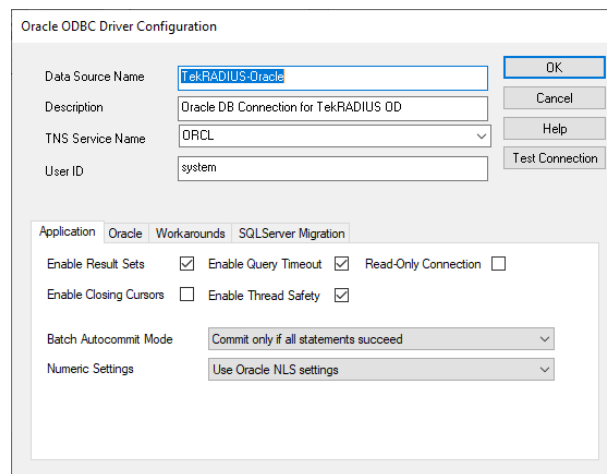 Oracle ODBC Driver Configuration
Data Source Name TekRADIUS-Oracle OK
Description Oracle DB Connection for TekRADIUS OD Cancel
TNS Service Name ORCL Help
User ID system Test Connection
Application Oracle Workarounds SQLServer Migration
Enable Result Sets Enable Query Timeout Read-Only Connection
Enable Closing Cursors Enable Thread Safety
Batch Autocommit Mode Commit only if all statements succeed
Numeric Settings Use Oracle NLS settings